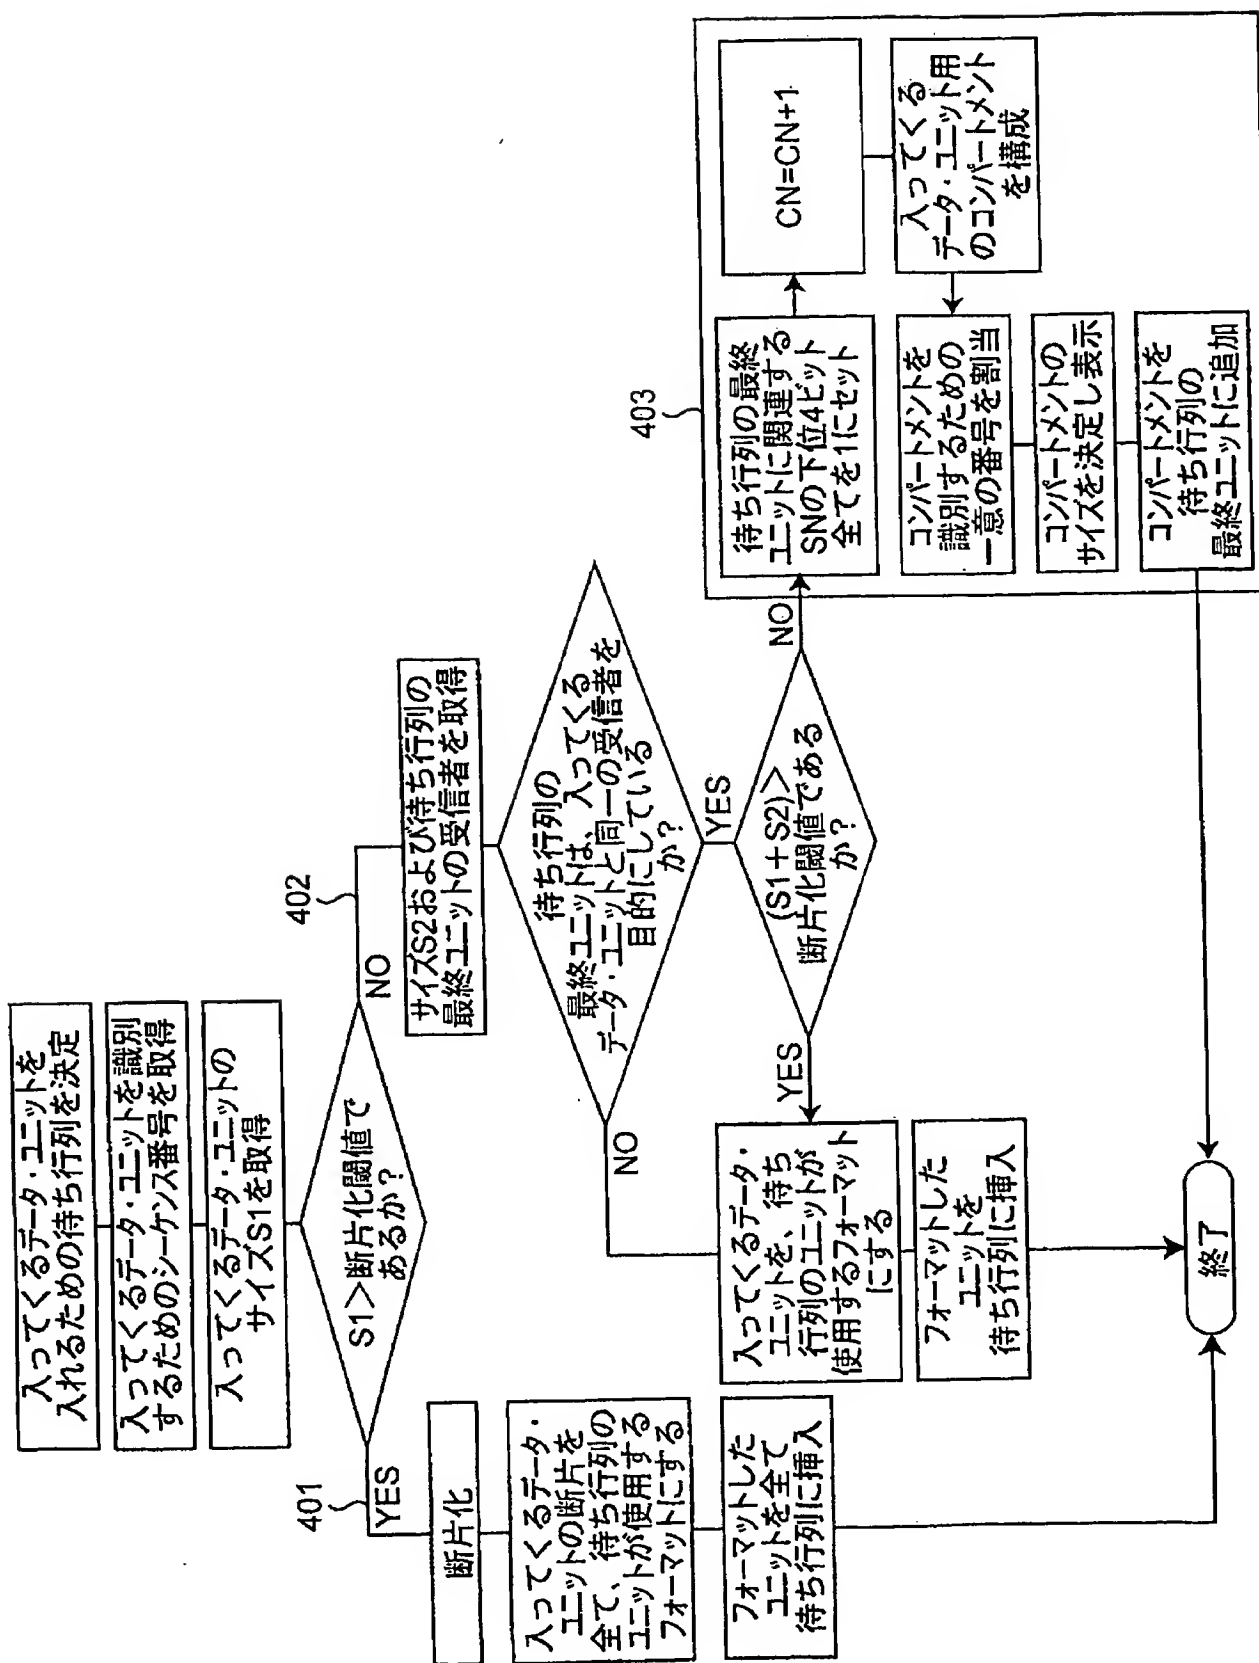 入ってくるデータ・ユニットを
入れるための待ち行列を決定
入ってくるデータ・ユニットを識別
するためのシーケンス番号を取得
入ってくるデータ・ユニットの
サイズS1を取得
S1>断片化閾値で
あるか?
401
YES
402
NO
断片化
入ってくるデータ・
ユニットの断片を
全て、待ち行列の
ユニットが使用する
フォーマットにする
フォーマットした
ユニットを全て
待ち行列に挿入
サイズS2および待ち行列の
最終ユニットの受信者を取得
待ち行列の
最終ユニットは、入ってくる
データ・ユニットと同一の受信者を
目的にしている
か?
NO
YES
(S1+S2)>
断片化閾値である
か?
YES
NO
入ってくるデータ・
ユニットを、待ち
行列のユニットが
使用するフォーマット
にする
フォーマットした
ユニットを
待ち行列に挿入
403
待ち行列の最終
ユニットに関連する
SNの下位4ビット
全てを1にセット
CN=CN+1
入ってくる
データ・ユニット用
のコンパートメント
を構成
コンパートメントを
識別するための
一意の番号を割当
コンパートメントの
サイズを決定し表示
コンパートメントを
待ち行列の
最終ユニットに追加
終了